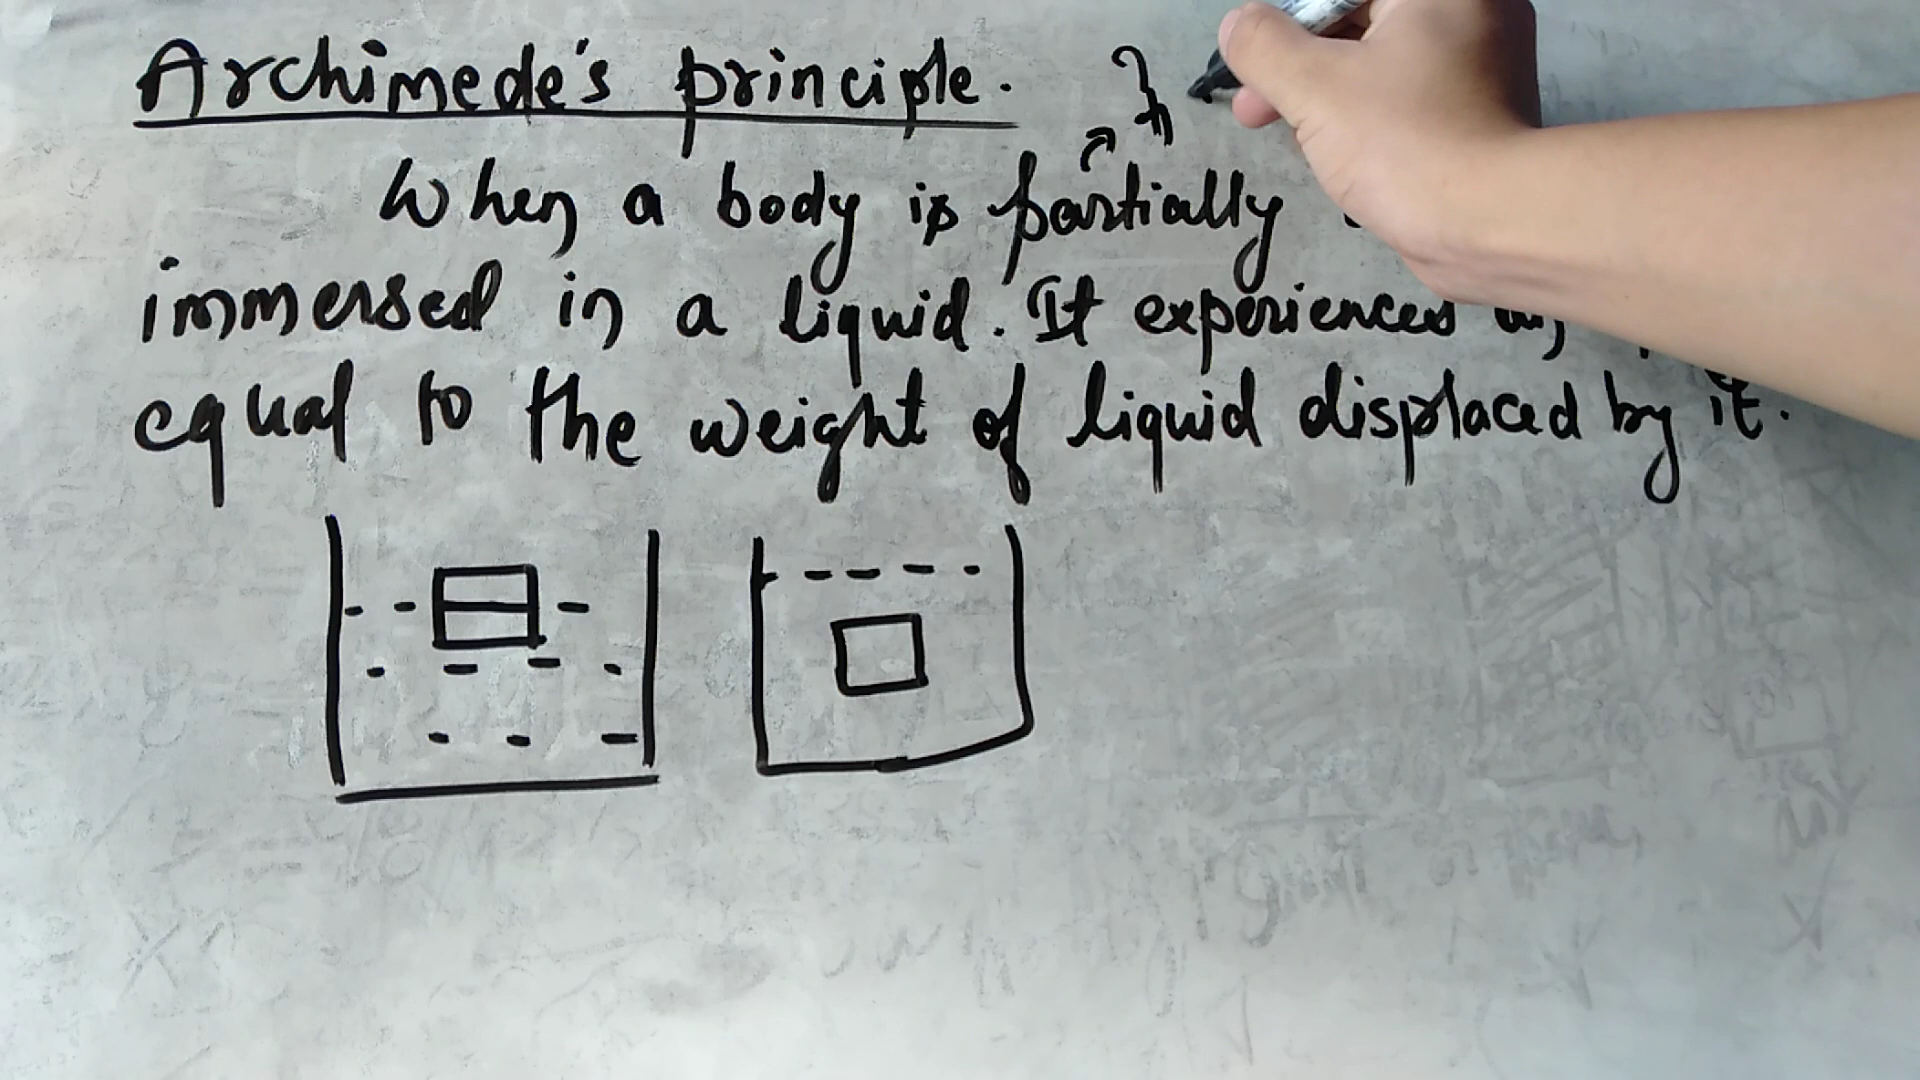 Archimede's principle.
When a body is partially
immersed in a liquid. It experiences an
equal to the weight of liquid displaced by it.